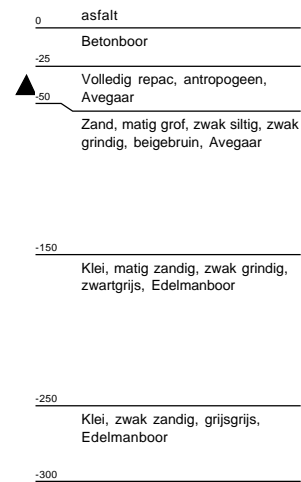 0 asfalt
Betonboor
-25
Volledig repac, antropogeen,
Avegaar
-50
Zand, matig grof, zwak siltig, zwak
grindig, beigebruin, Avegaar
-150
Klei, matig zandig, zwak grindig,
zwartgrijs, Edelmanboor
-250
Klei, zwak zandig, grijsgrijs,
Edelmanboor
-300